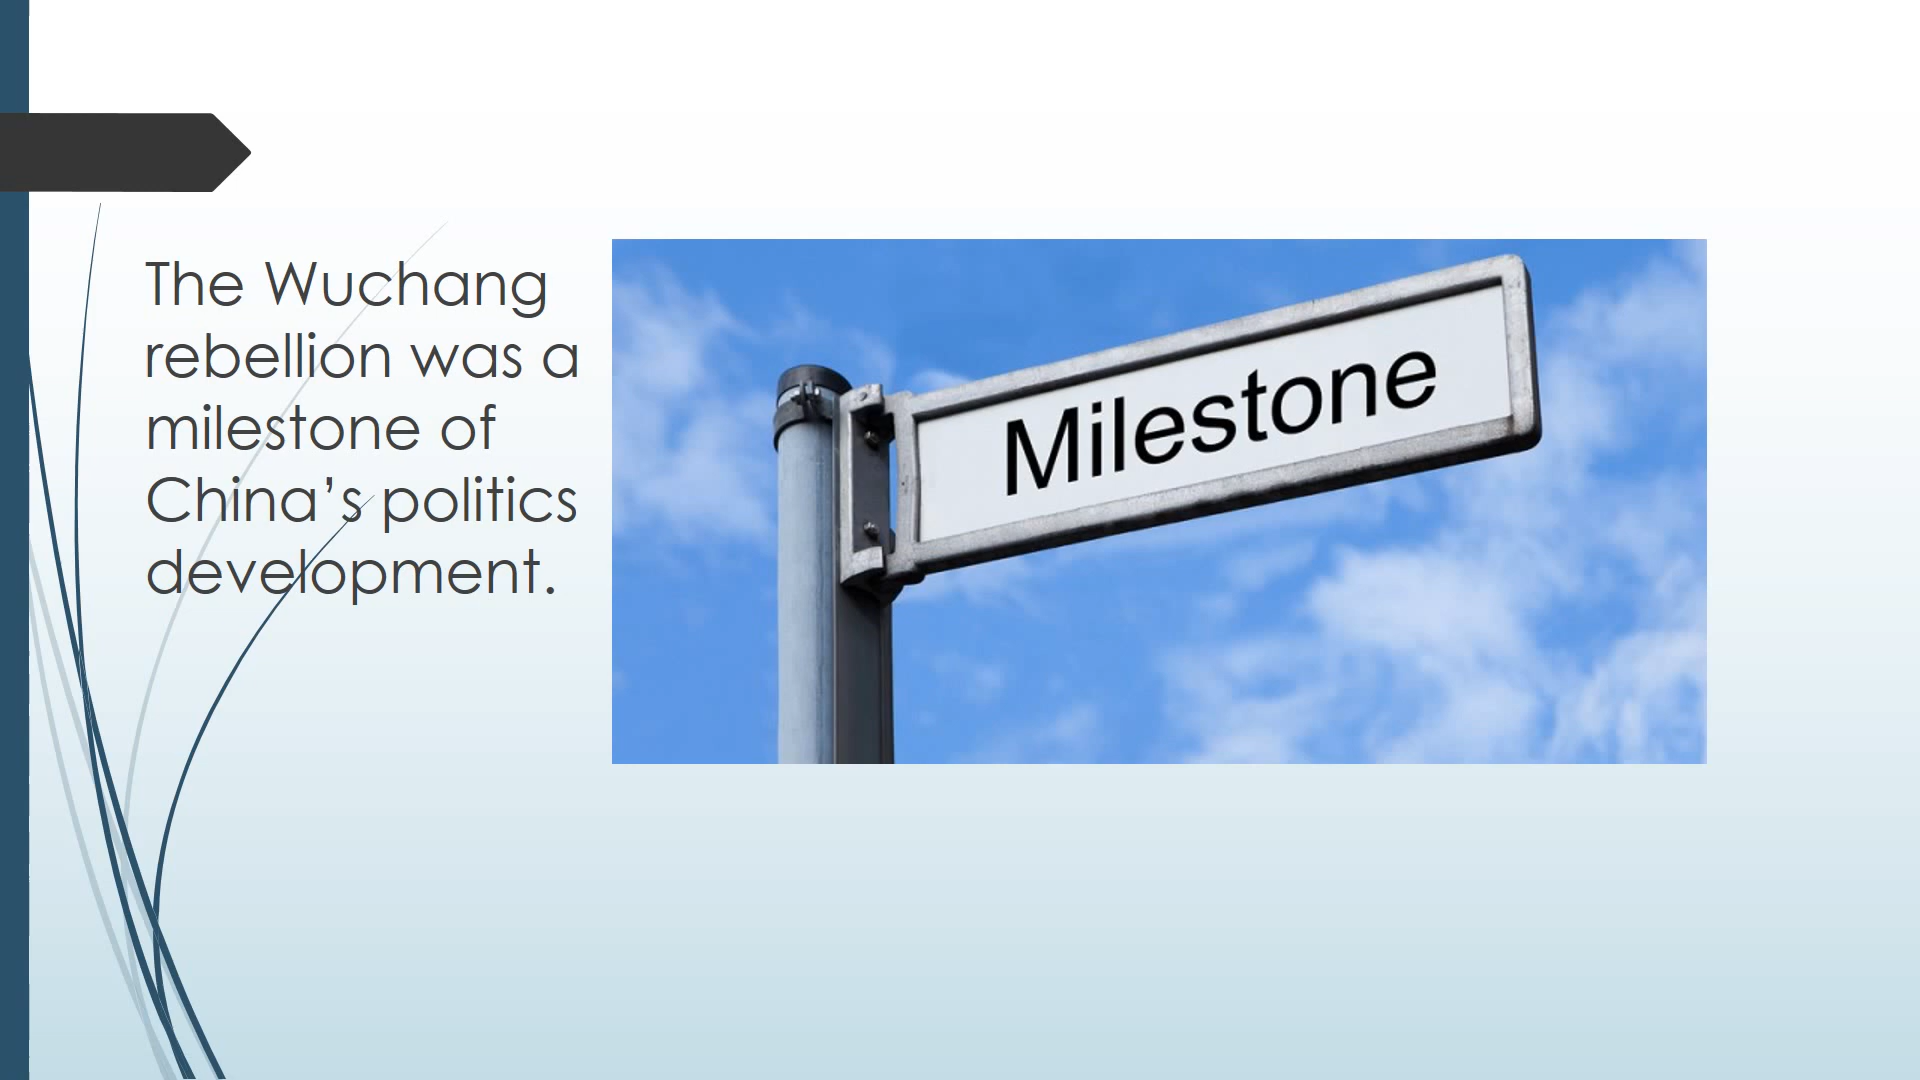 The Wuchang
rebellion was a
milestone of
China’s politics
development.
Milestone